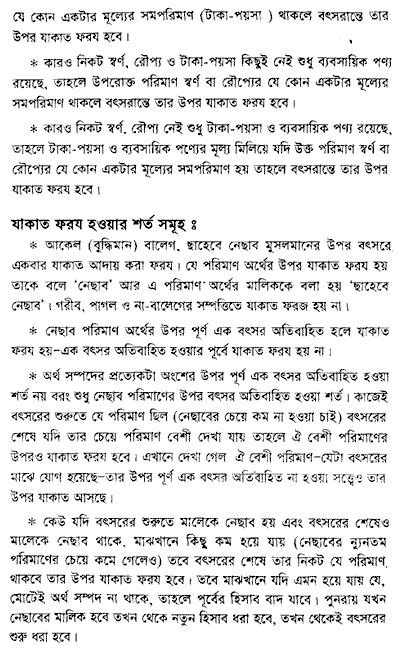 যে কোন একটার মূল্যের সমপরিমাণ (টাকা-পয়সা ) থাকলে বৎসরান্তে তার
উপর যাকাত ফরয হবে।
* কারও নিকট স্বর্ণ, রৌপ্য ও টাকা-পয়সা কিছুই নেই শুধু ব্যবসায়িক পণ্য
রয়েছে, তাহলে উপরোক্ত পরিমাণ স্বর্ণ বা রৌপ্যের যে কোন একটার মূল্যের
সমপরিমাণ থাকলে বৎসরান্তে তার উপর যাকাত ফরয হবে।
* কারও নিকট স্বর্ণ, রৌপ্য নেই শুধু টাকা-পয়সা ও ব্যবসায়িক পণ্য রয়েছে,
তাহলে টাকা-পয়সা ও ব্যবসায়িক পণ্যের মূল্য মিলিয়ে যদি উক্ত পরিমাণ স্বর্ণ বা
রৌপ্যের যে কোন একটার মূল্যের সমপরিমাণ হয় তাহলে বৎসরান্তে তার উপর
যাকাত ফরয হবে।
যাকাত ফরয হওয়ার শর্ত সমূহ ঃ
* আকেল (বুদ্ধিমান) বালেগ, ছাহেবে নেছাব মুসলমানের উপর বৎসরে
একবার যাকাত আদায় করা ফরয। যে পরিমাণ অর্থের উপর যাকাত ফরয হয়
তাকে বলে ‘নেছাব’ আর এ পরিমাণ অর্থের মালিককে বলা হয় ‘ছাহেবে
নেছাব’। গরীব, পাগল ও না-বালেগের সম্পত্তিতে যাকাত ফরজ হয় না।
* নেছাব পরিমাণ অর্থের উপর পূর্ণ এক বৎসর অতিবাহিত হলে যাকাত
ফরয হয়–এক বৎসর অতিবাহিত হওয়ার পূর্বে যাকাত ফরয হয় না।
* অর্থ সম্পদের প্রত্যেকটা অংশের উপর পূর্ণ এক বৎসর অতিবাহিত হওয়া
শর্ত নয় বরং শুধু নেছাব পরিমাণের উপর বৎসর অতিবাহিত হওয়া শর্ত। কাজেই
বৎসরের শুরুতে যে পরিমাণ ছিল (নেছাবের চেয়ে কম না হওয়া চাই) বৎসরের
শেষে যদি তার চেয়ে পরিমাণ বেশী দেখা যায় তাহলে ঐ বেশী পরিমাণের
উপরও যাকাত ফরয হবে। এখানে দেখা গেল ঐ বেশী পরিমাণ–যেটা বৎসরের
মাঝে যোগ হয়েছে–তার উপর পূর্ণ এক বৎসর অতিবাহিত না হওয়া সত্ত্বেও তার
উপর যাকাত আসছে।
* কেউ যদি বৎসরের শুরুতে মালেকে নেছাব হয় এবং বৎসরের শেষেও
মালেকে নেছাব থাকে, মাঝখানে কিছু কম হয়ে যায় (নেছাবের ন্যুনতম
পরিমাণের চেয়ে কমে গেলেও) তবে বৎসরের শেষে তার নিকট যে পরিমাণ
থাকবে তার উপর যাকাত ফরয হবে। তবে মাঝখানে যদি এমন হয়ে যায় যে,
মোটেই অর্থ সম্পদ না থাকে, তাহলে পূর্বের হিসাব বাদ যাবে। পুনরায় যখন
নেছাবের মালিক হবে তখন থেকে নতুন হিসাব ধরা হবে, তখন থেকেই বৎসরের
শুরু ধরা হবে।